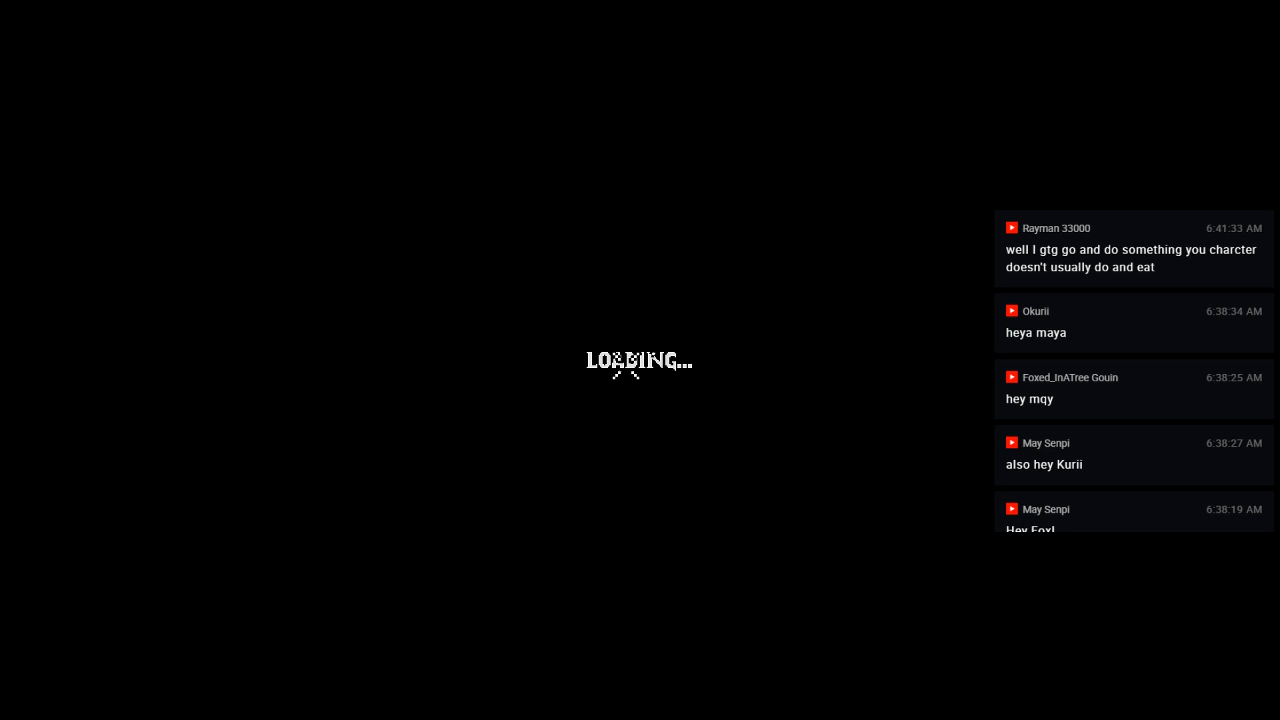 LOADING...
Rayman 33000 6:41:33 AM
well I gtg go and do something you charcter
doesn't usually do and eat
Okurii 6:38:34 AM
heya maya
Foxed_InATree Gouin 6:38:25 AM
hey mqy
May Senpi 6:38:27 AM
also hey Kurii
May Senpi 6:38:19 AM
Hey Fox!